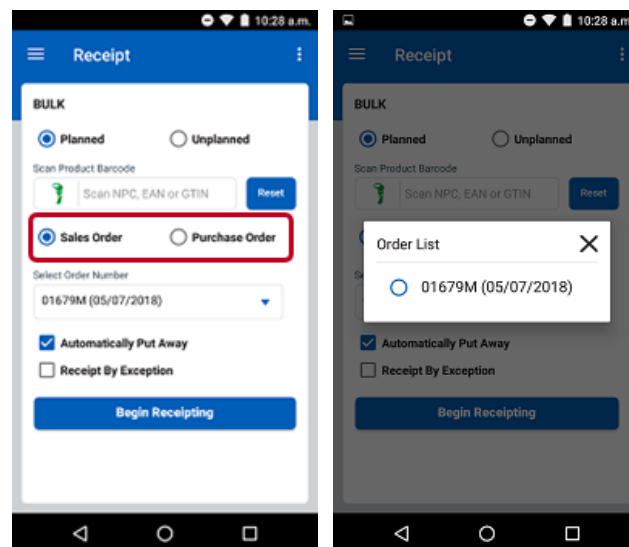 10:28 a.m.
Receipt
BULK
Planned Unplanned
Scan Product Barcode
Scan NPC, EAN or GTIN Reset
Sales Order Purchase Order
Select Order Number
01679M (05/07/2018)
Automatically Put Away
Receipt By Exception
Begin Receipting
10:28 a.m
Receipt
BULK
Planned Unplanned
Scan Product Barcode
Scan NPC, EAN or GTIN Reset
Order List
01679M (05/07/2018)
Automatically Put Away
Receipt By Exception
Begin Receipting